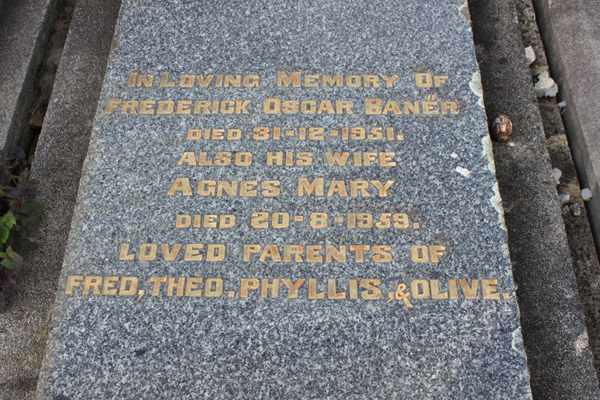 IN LOVING MEMORY OF
FREDERICK OSCAR BANÉR
DIED 31-12-1951.
ALSO HIS WIFE
AGNES MARY
DIED 20-8-1959.
LOVED PARENTS OF
FRED, THEO. PHYLLIS, & OLIVE.